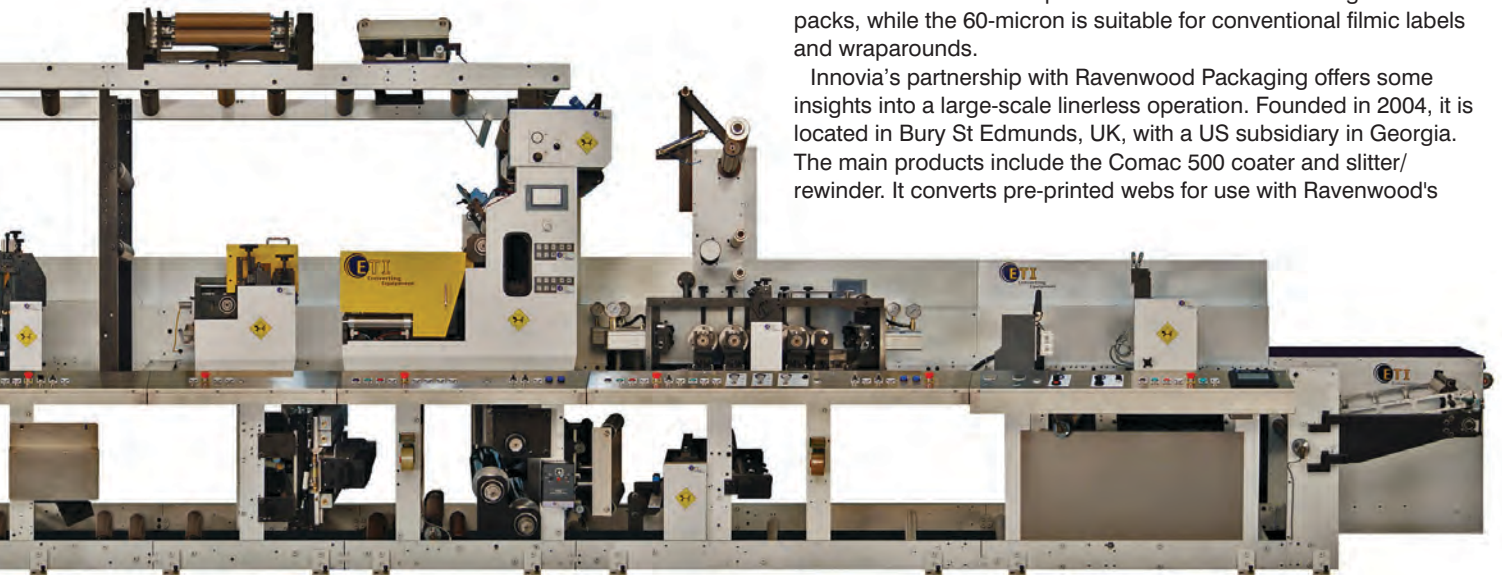 packs, while the 60-micron is suitable for conventional filmic labels
and wraparounds.
Innovia’s partnership with Ravenwood Packaging offers some
insights into a large-scale linerless operation. Founded in 2004, it is
located in Bury St Edmunds, UK, with a US subsidiary in Georgia.
The main products include the Comac 500 coater and slitter/
rewinder. It converts pre-printed webs for use with Ravenwood's
ETI
Converting
Equipment
ETI
Converting
Equipment
ETI